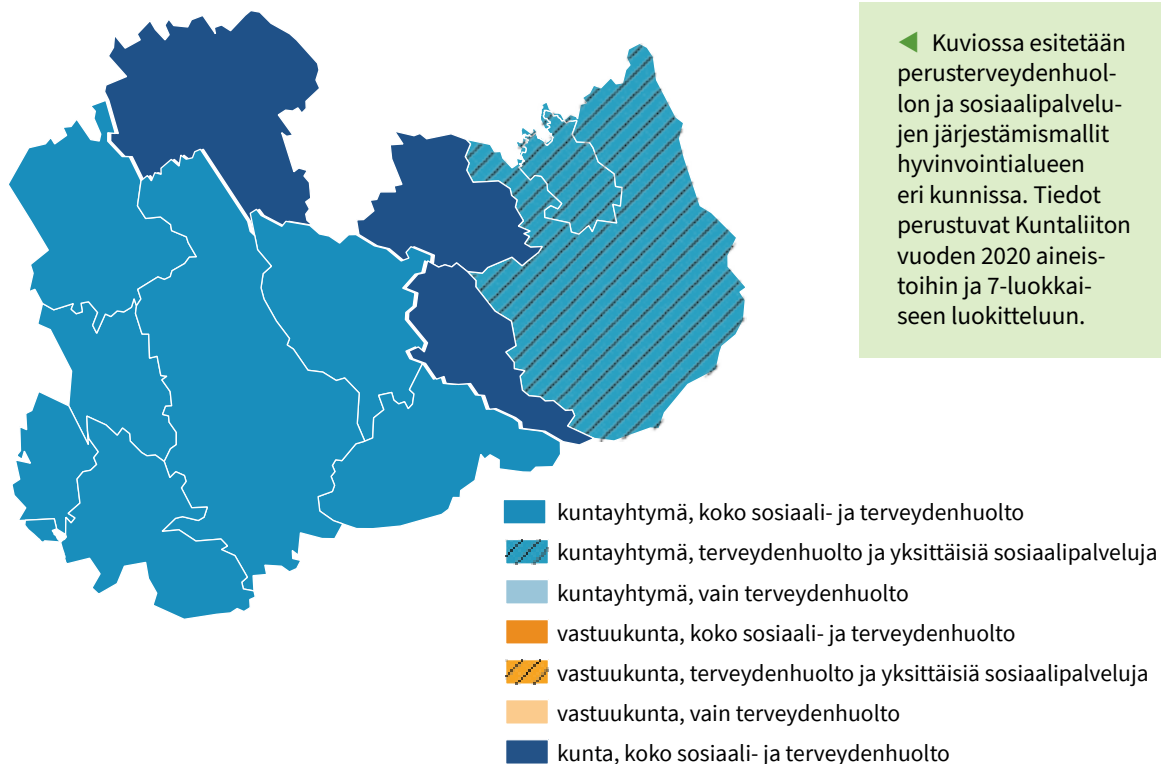 ◀ Kuviossa esitetään
perusterveydenhuol-
lon ja sosiaalipalvelu-
jen järjestämismallit
hyvinvointialueen
eri kunnissa. Tiedot
perustuvat Kuntaliiton
vuoden 2020 aineis-
toihin ja 7-luokkai-
seen luokitteluun.
kuntayhtymä, koko sosiaali- ja terveydenhuolto
kuntayhtymä, terveydenhuolto ja yksittäisiä sosiaalipalveluja
kuntayhtymä, vain terveydenhuolto
vastuukunta, koko sosiaali- ja terveydenhuolto
vastuukunta, terveydenhuolto ja yksittäisiä sosiaalipalveluja
vastuukunta, vain terveydenhuolto
kunta, koko sosiaali- ja terveydenhuolto